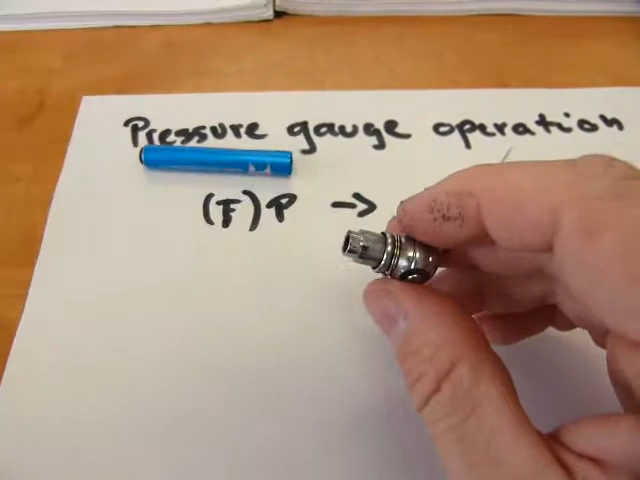 Pressure gauge operation
(F) P →